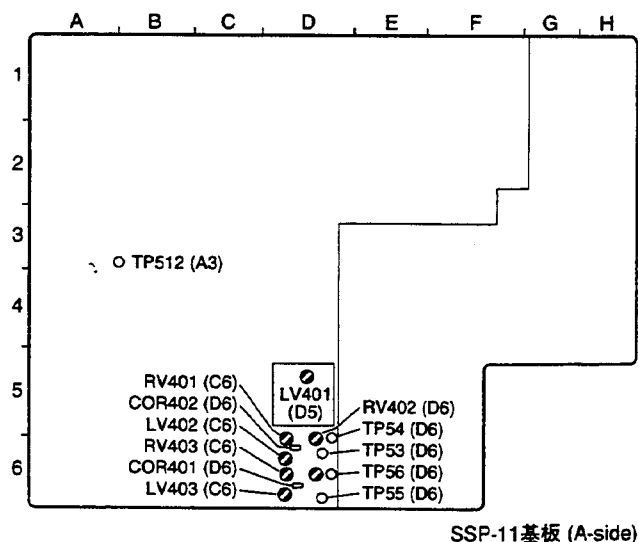 A B C D E F G H
1
2
3
TP512 (A3)
4
5
6
LV401
(D5)
RV401 (C6)
COR402 (D6)
LV402 (C6)
RV403 (C6)
COR401 (D6)
LV403 (C6)
RV402 (D6)
TP54 (D6)
TP53 (D6)
TP56 (D6)
TP55 (D6)
SSP-11基板 (A-side)